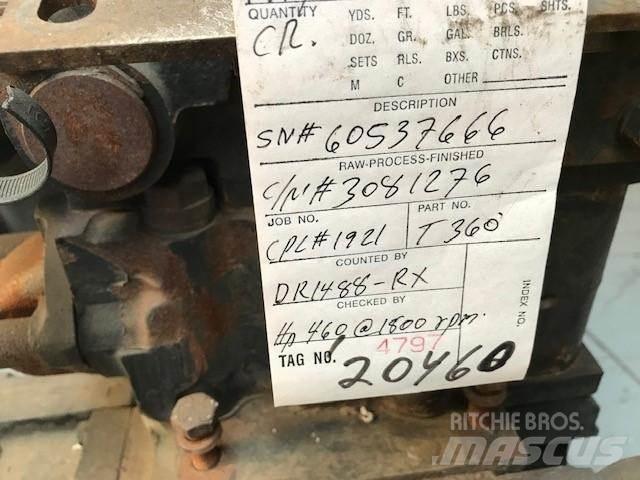 QUANTITY YDS. FT. LBS. PCS. SHTS.
CR. DOZ. GR. GAL. BRLS.
SETS RLS. BXS. CTNS.
M C OTHER
DESCRIPTION
SN# 60537666
RAW-PROCESS-FINISHED
C/N# 3081276
JOB NO. PART NO.
CPL# 1921 T 360
COUNTED BY
DR1488-RX
CHECKED BY
Hp 460 @ 1800 rpm.
INDEX NO.
4797
TAG NO. 20460
RITCHIE BROS.
MASCUS